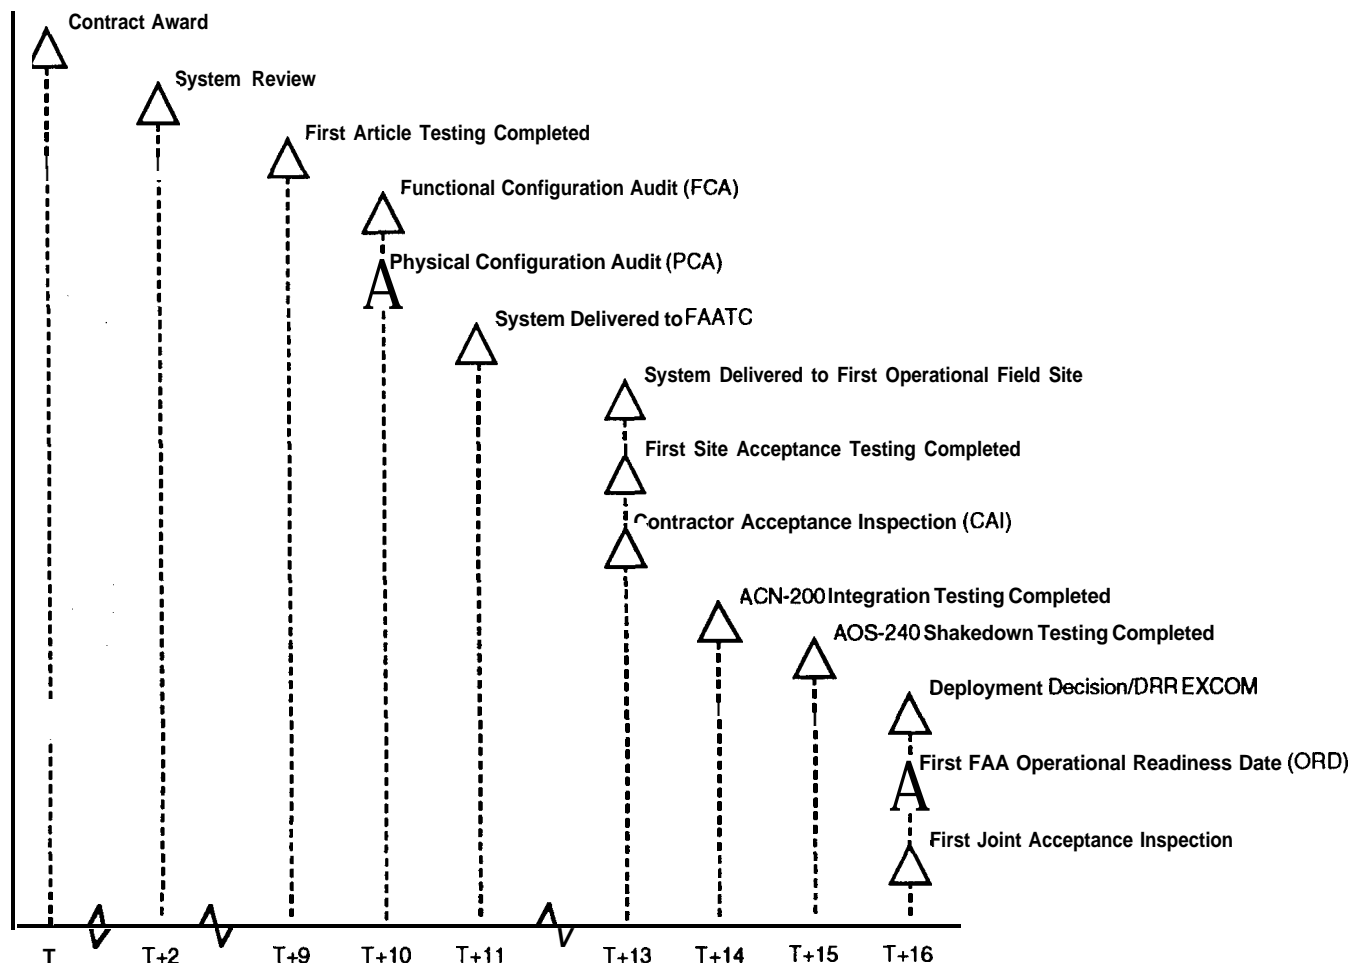 Contract Award
System Review
First Article Testing Completed
Functional Configuration Audit (FCA)
Physical Configuration Audit (PCA)
A
System Delivered to FAATC
System Delivered to First Operational Field Site
First Site Acceptance Testing Completed
Contractor Acceptance Inspection (CAI)
ACN-200 Integration Testing Completed
AOS-240 Shakedown Testing Completed
Deployment Decision/DRR EXCOM
First FAA Operational Readiness Date (ORD)
A
First Joint Acceptance Inspection
T T+2 T+9 T+10 T+11 T+13 T+14 T+15 T+16